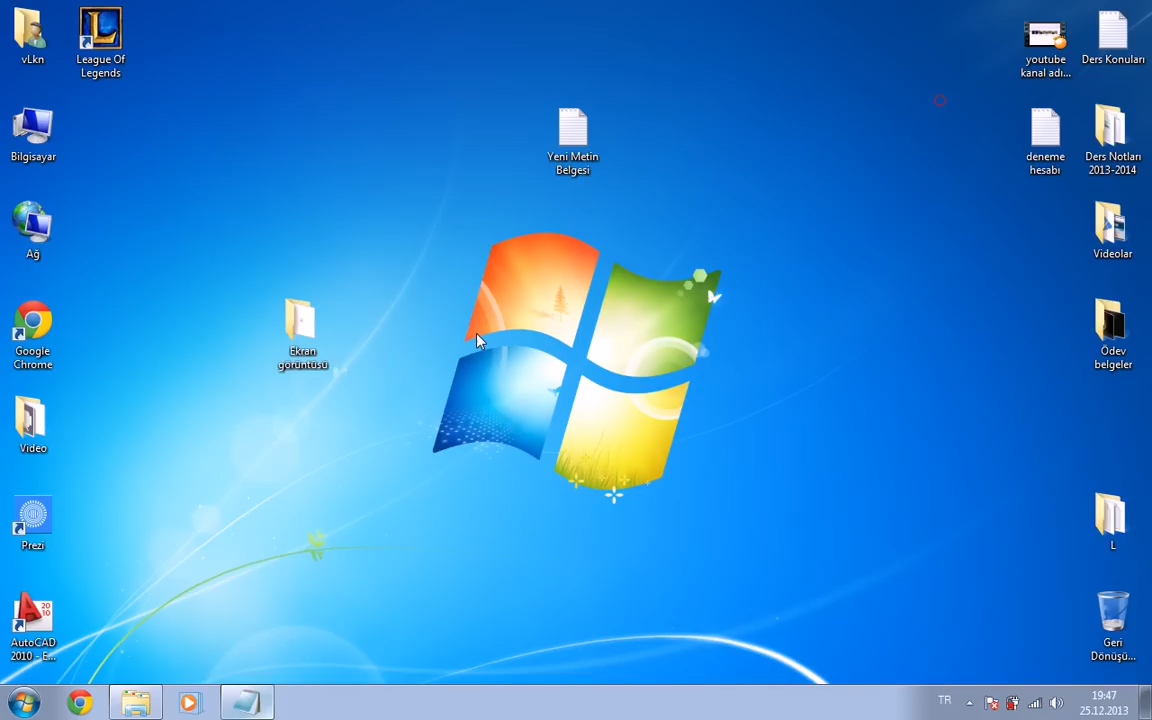 vLkn
League Of
Legends
youtube
kanal adı...
Ders Konuları
Bilgisayar
Yeni Metin
Belgesi
deneme
hesabı
Ders Notları
2013-2014
Ağ
Videolar
Google
Chrome
Ekran
görüntüsü
Ödev
belgeler
Video
Prezi
L
20
10
AutoCAD
2010 - E...
Geri
Dönüşü...
TR
19:47
25.12.2013